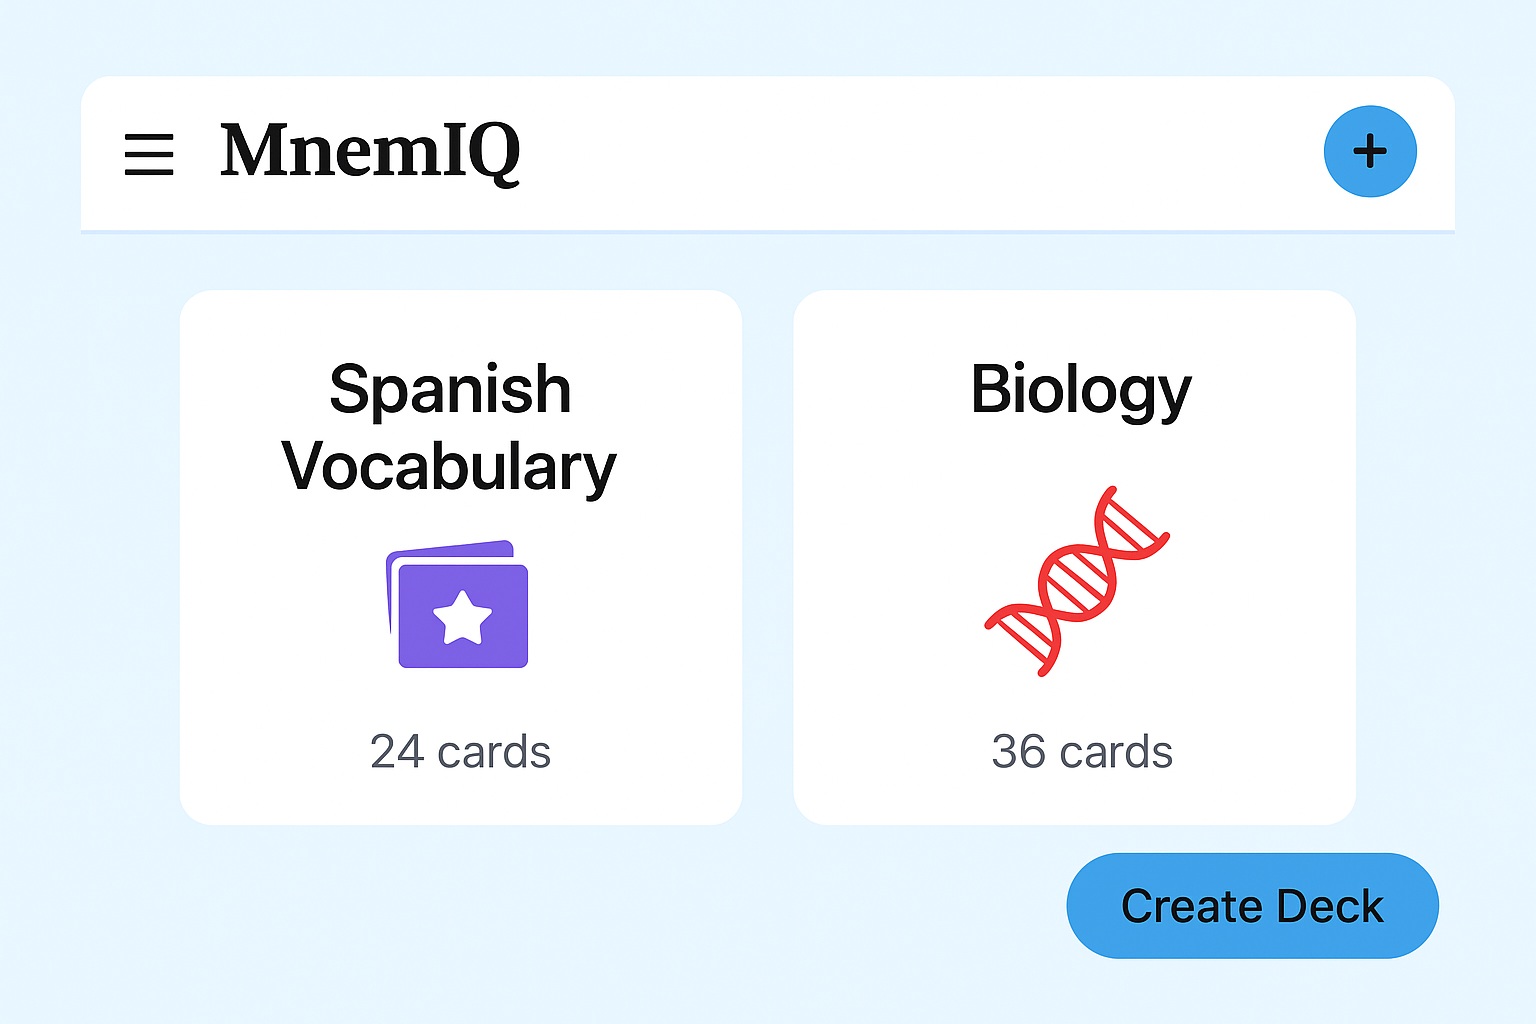 MnemIQ
Spanish
Vocabulary
24 cards
Biology
36 cards
Create Deck